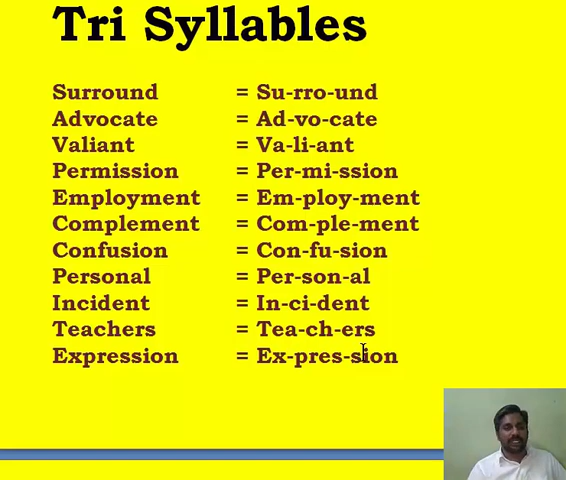 Tri Syllables
Surround = Su-rro-und
Advocate = Ad-vo-cate
Valiant = Va-li-ant
Permission = Per-mi-ssion
Employment = Em-ploy-ment
Complement = Com-ple-ment
Confusion = Con-fu-sion
Personal = Per-son-al
Incident = In-ci-dent
Teachers = Tea-ch-ers
Expression = Ex-pres-sion